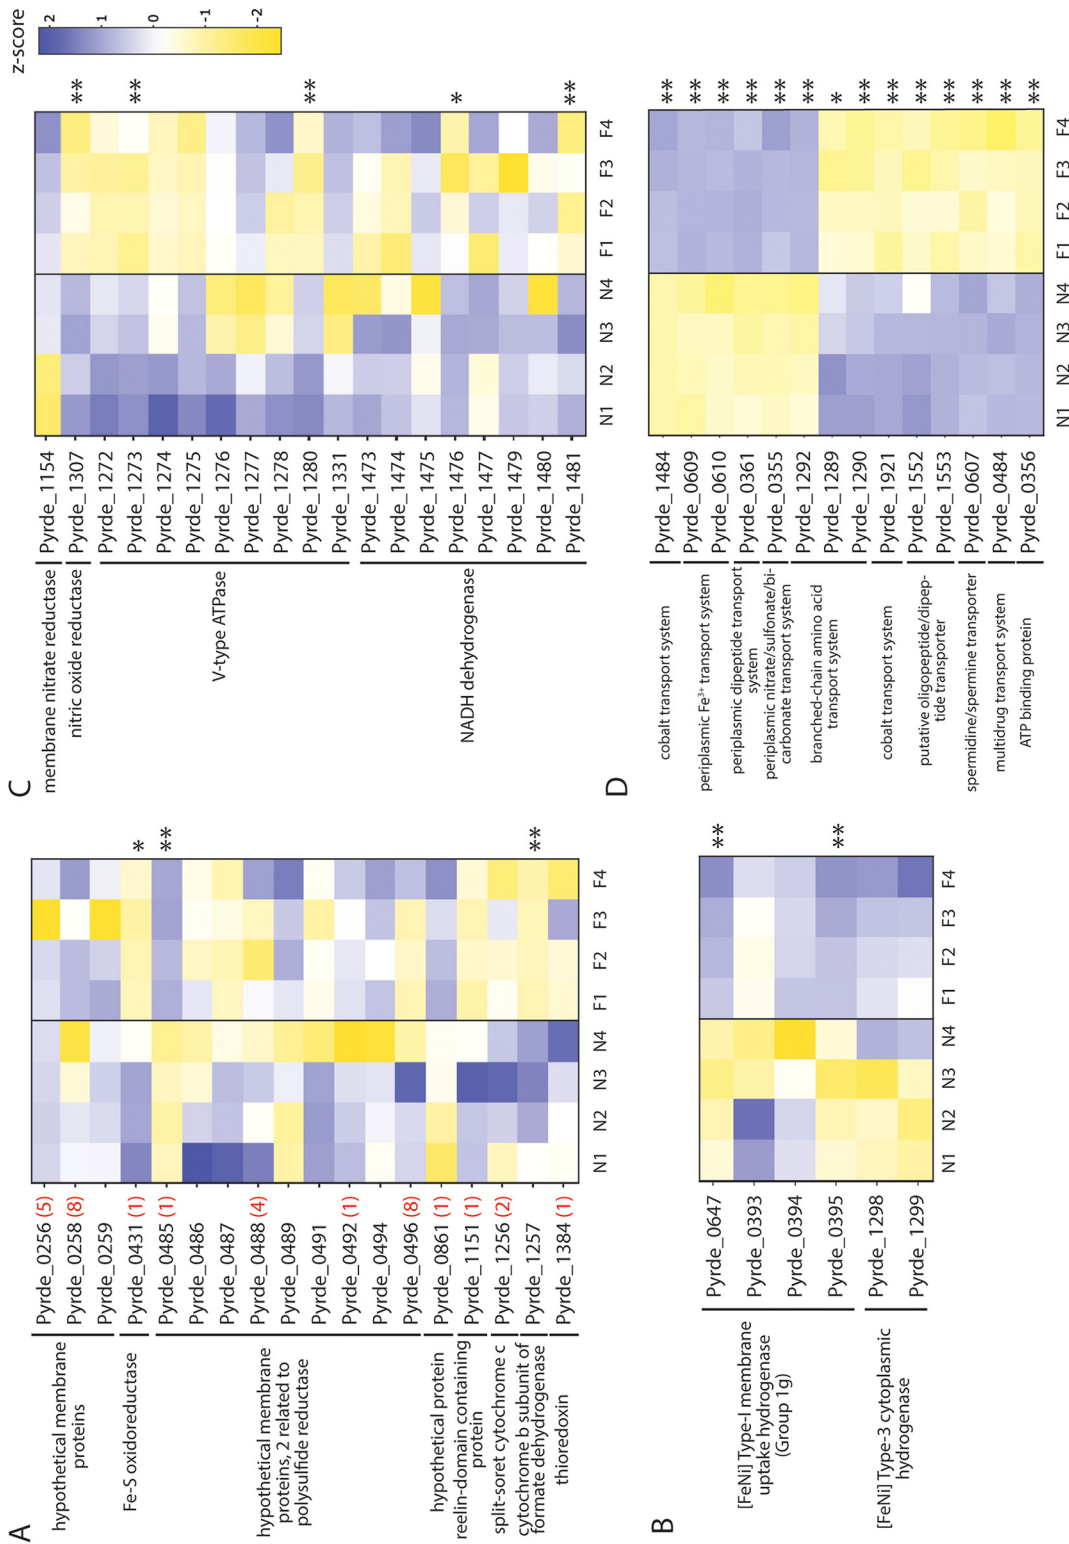 A
hypothetical membrane
proteins
Fe-S oxidoreductase
hypothetical membrane
proteins, 2 related to
polysulfide reductase
hypothetical protein
reelin-domain containing
protein
split-soret cytochrome c
cytochrome b subunit of
formate dehydrogenase
thioredoxin
Pyrde_0256 (5)
Pyrde_0258 (8)
Pyrde_0259
Pyrde_0431 (1)
Pyrde_0485 (1)
Pyrde_0486
Pyrde_0487
Pyrde_0488 (4)
Pyrde_0489
Pyrde_0491
Pyrde_0492 (1)
Pyrde_0494
Pyrde_0496 (8)
Pyrde_0861 (1)
Pyrde_1151 (1)
Pyrde_1256 (2)
Pyrde_1257
Pyrde_1384 (1)
*
**
**
N1 N2 N3 N4 F1 F2 F3 F4
B
[FeNi] Type-I membrane
uptake hydrogenase
(Group 1g)
[FeNi] Type-3 cytoplasmic
hydrogenase
Pyrde_0647
Pyrde_0393
Pyrde_0394
Pyrde_0395
Pyrde_1298
Pyrde_1299
**
**
N1 N2 N3 N4 F1 F2 F3 F4
C
membrane nitrate reductase
nitric oxide reductase
V-type ATPase
NADH dehydrogenase
Pyrde_1154
Pyrde_1307
Pyrde_1272
Pyrde_1273
Pyrde_1274
Pyrde_1275
Pyrde_1276
Pyrde_1277
Pyrde_1278
Pyrde_1280
Pyrde_1331
Pyrde_1473
Pyrde_1474
Pyrde_1475
Pyrde_1476
Pyrde_1477
Pyrde_1479
Pyrde_1480
Pyrde_1481
**
**
**
*
**
N1 N2 N3 N4 F1 F2 F3 F4
z-score
2
1
0
-1
-2
D
cobalt transport system
periplasmic Fe³⁺ transport system
periplasmic dipeptide transport
system
periplasmic nitrate/sulfonate/bi-
carbonate transport system
branched-chain amino acid
transport system
cobalt transport system
putative oligopeptide/dipep-
tide transporter
spermidine/spermine transporter
multidrug transport system
ATP binding protein
Pyrde_1484
Pyrde_0609
Pyrde_0610
Pyrde_0361
Pyrde_0355
Pyrde_1292
Pyrde_1289
Pyrde_1290
Pyrde_1921
Pyrde_1552
Pyrde_1553
Pyrde_0607
Pyrde_0484
Pyrde_0356
**
**
**
**
**
**
*
**
**
**
**
**
**
**
N1 N2 N3 N4 F1 F2 F3 F4